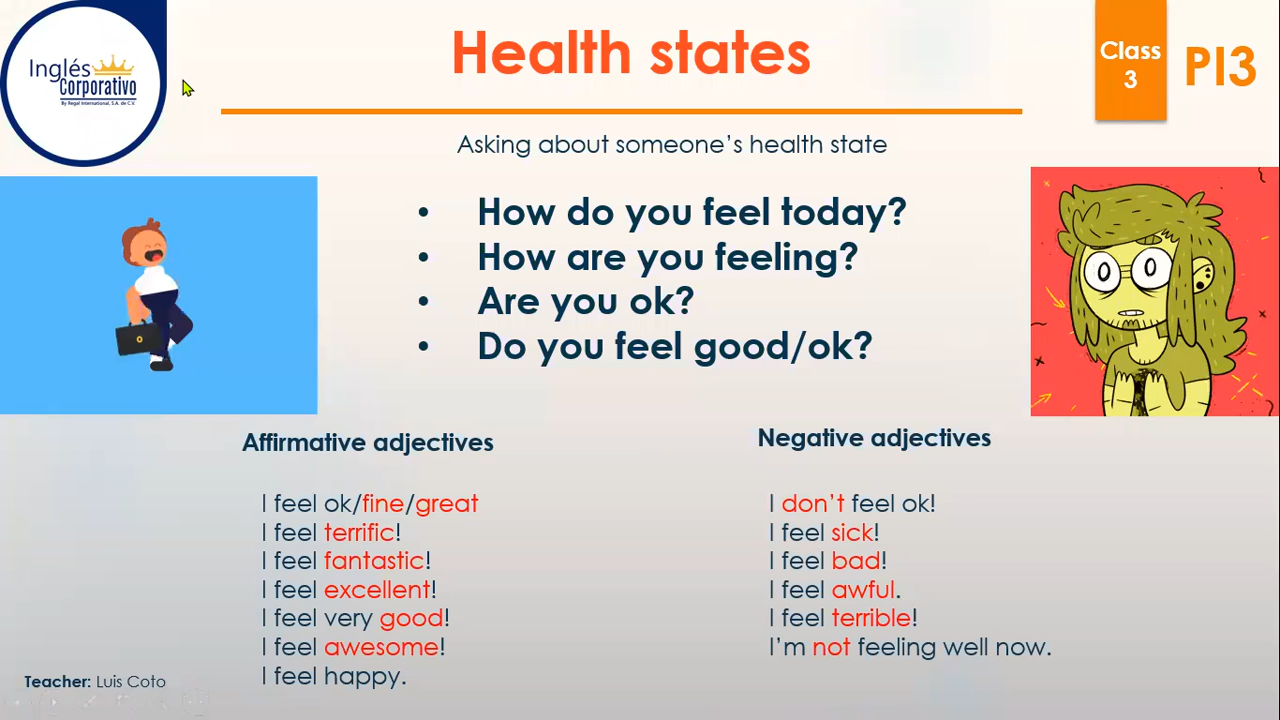 Inglés
Corporativo
By Regal International, S.A. de C.V.
Health states
Class
3
PI3
Asking about someone's health state
• How do you feel today?
• How are you feeling?
• Are you ok?
• Do you feel good/ok?
Affirmative adjectives
I feel ok/fine/great
I feel terrific!
I feel fantastic!
I feel excellent!
I feel very good!
I feel awesome!
I feel happy.
Negative adjectives
I don't feel ok!
I feel sick!
I feel bad!
I feel awful.
I feel terrible!
I'm not feeling well now.
Teacher: Luis Coto